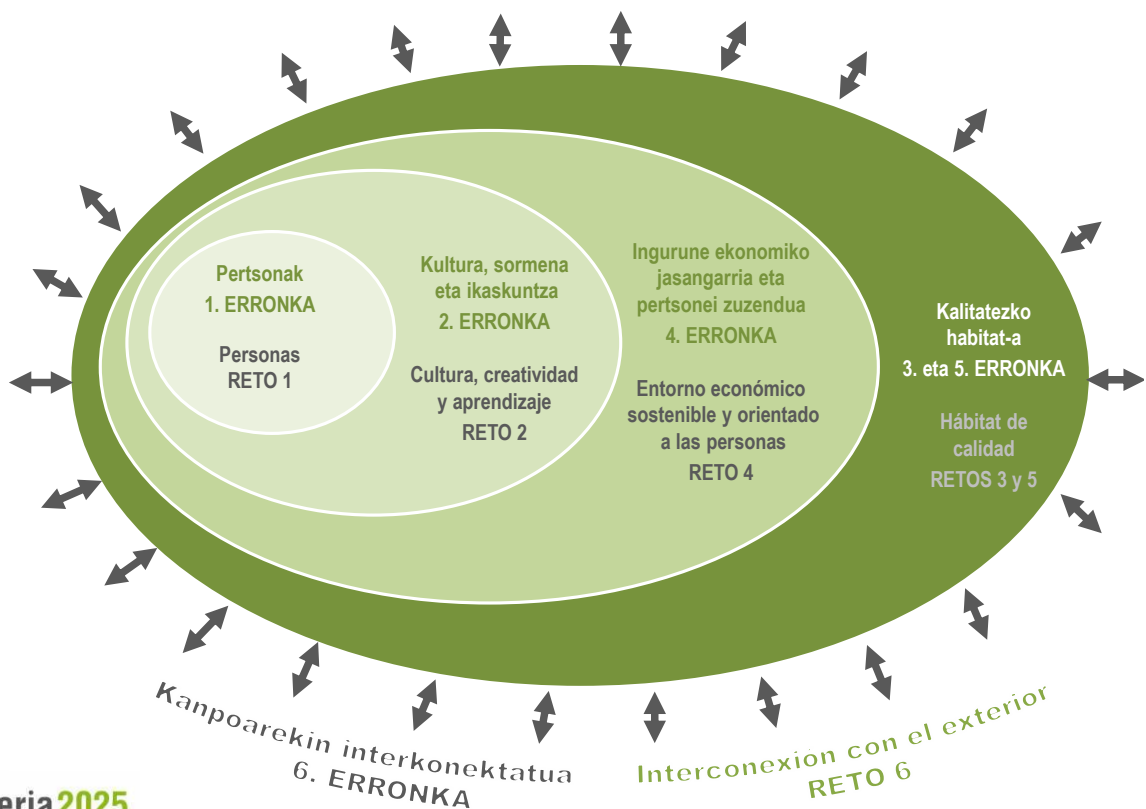 Pertsonak
1. ERRONKA
Personas
RETO 1
Kultura, sormena
eta ikaskuntza
2. ERRONKA
Cultura, creatividad
y aprendizaje
RETO 2
Ingurune ekonomiko
jasangarria eta
pertsonei zuzendua
4. ERRONKA
Entorno económico
sostenible y orientado
a las personas
RETO 4
Kalitatezko
habitat-a
3. eta 5. ERRONKA
Hábitat de
calidad
RETOS 3 y 5
Kanpoarekin interkonektatua
6. ERRONKA
Interconexión con el exterior
RETO 6
2025